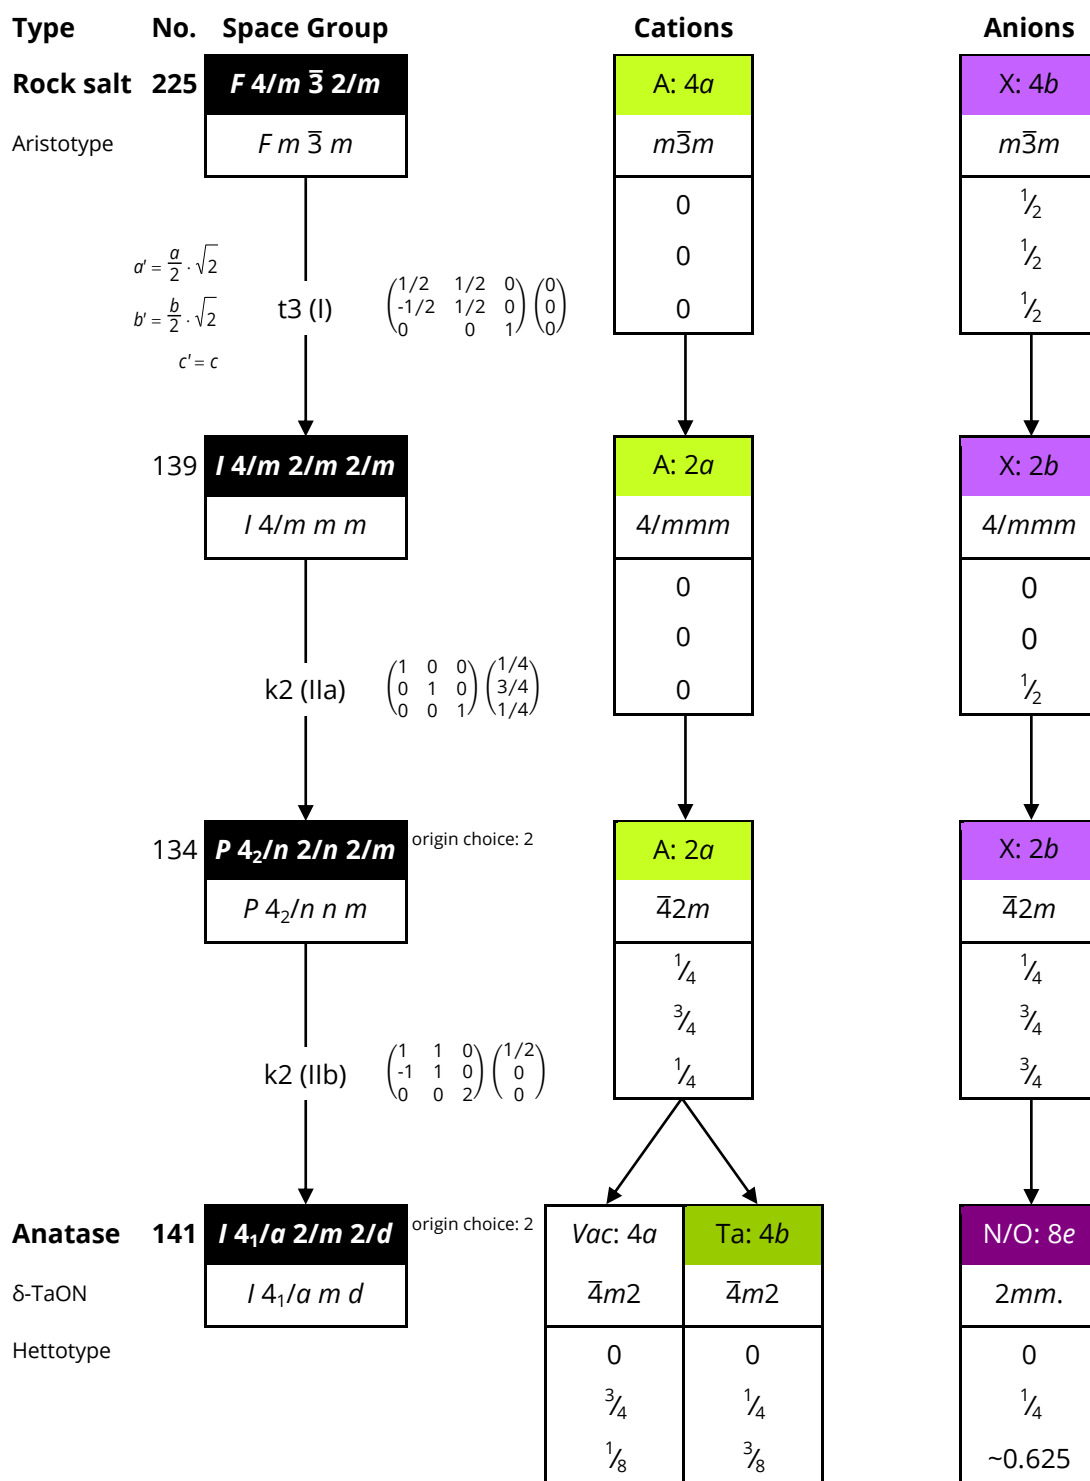 Type No. Space Group Cations Anions
Rock salt 225 F 4/m 3̅ 2/m A: 4a X: 4b
Aristotype F m 3̅ m m3̅m m3̅m
0 1/2
a' = a/2 · √2 0 1/2
b' = b/2 · √2 t3 (l) (1/2 1/2 0) (0) 0 1/2
(-1/2 1/2 0) (0)
(0 0 1) (0)
c' = c
139 I 4/m 2/m 2/m A: 2a X: 2b
I 4/m m m 4/mmm 4/mmm
0 0
0 0
k2 (IIa) (1 0 0) (1/4) 0 1/2
(0 1 0) (3/4)
(0 0 1) (1/4)
134 P 4₂/n 2/n 2/m origin choice: 2 A: 2a X: 2b
P 4₂/n n m 4̅2m 4̅2m
1/4 1/4
3/4 3/4
k2 (IIb) (1 1 0) (1/2) 1/4 3/4
(-1 1 0) (0)
(0 0 2) (0)
Anatase 141 I 4₁/a 2/m 2/d origin choice: 2 Vac: 4a Ta: 4b N/O: 8e
δ-TaON I 4₁/a m d 4̅m2 4̅m2 2mm.
Hettotype 0 0 0
3/4 1/4 1/4
1/8 3/8 ~0.625